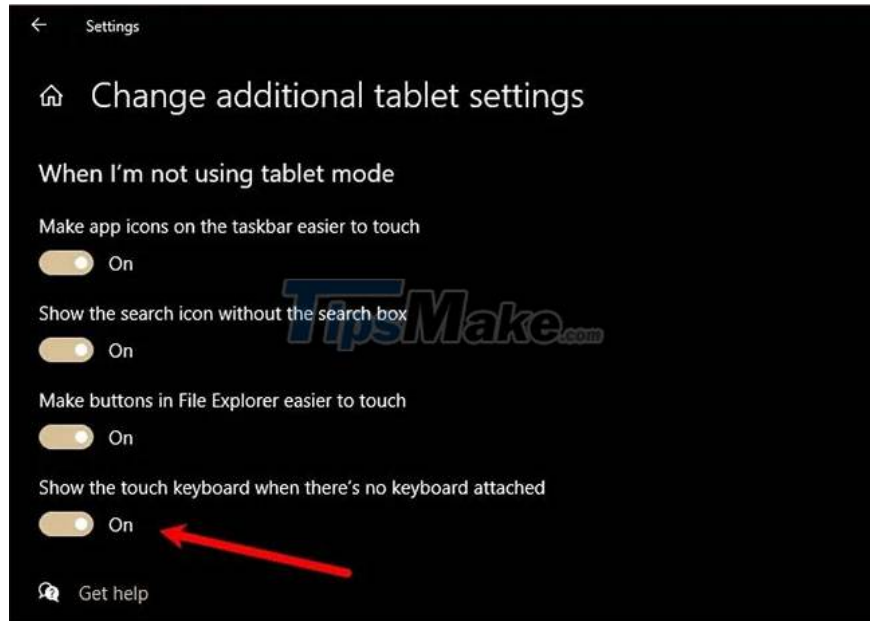 Settings
Change additional tablet settings
When I'm not using tablet mode
Make app icons on the taskbar easier to touch
On
Show the search icon without the search box
TipsMake.com
On
Make buttons in File Explorer easier to touch
On
Show the touch keyboard when there's no keyboard attached
On
Get help